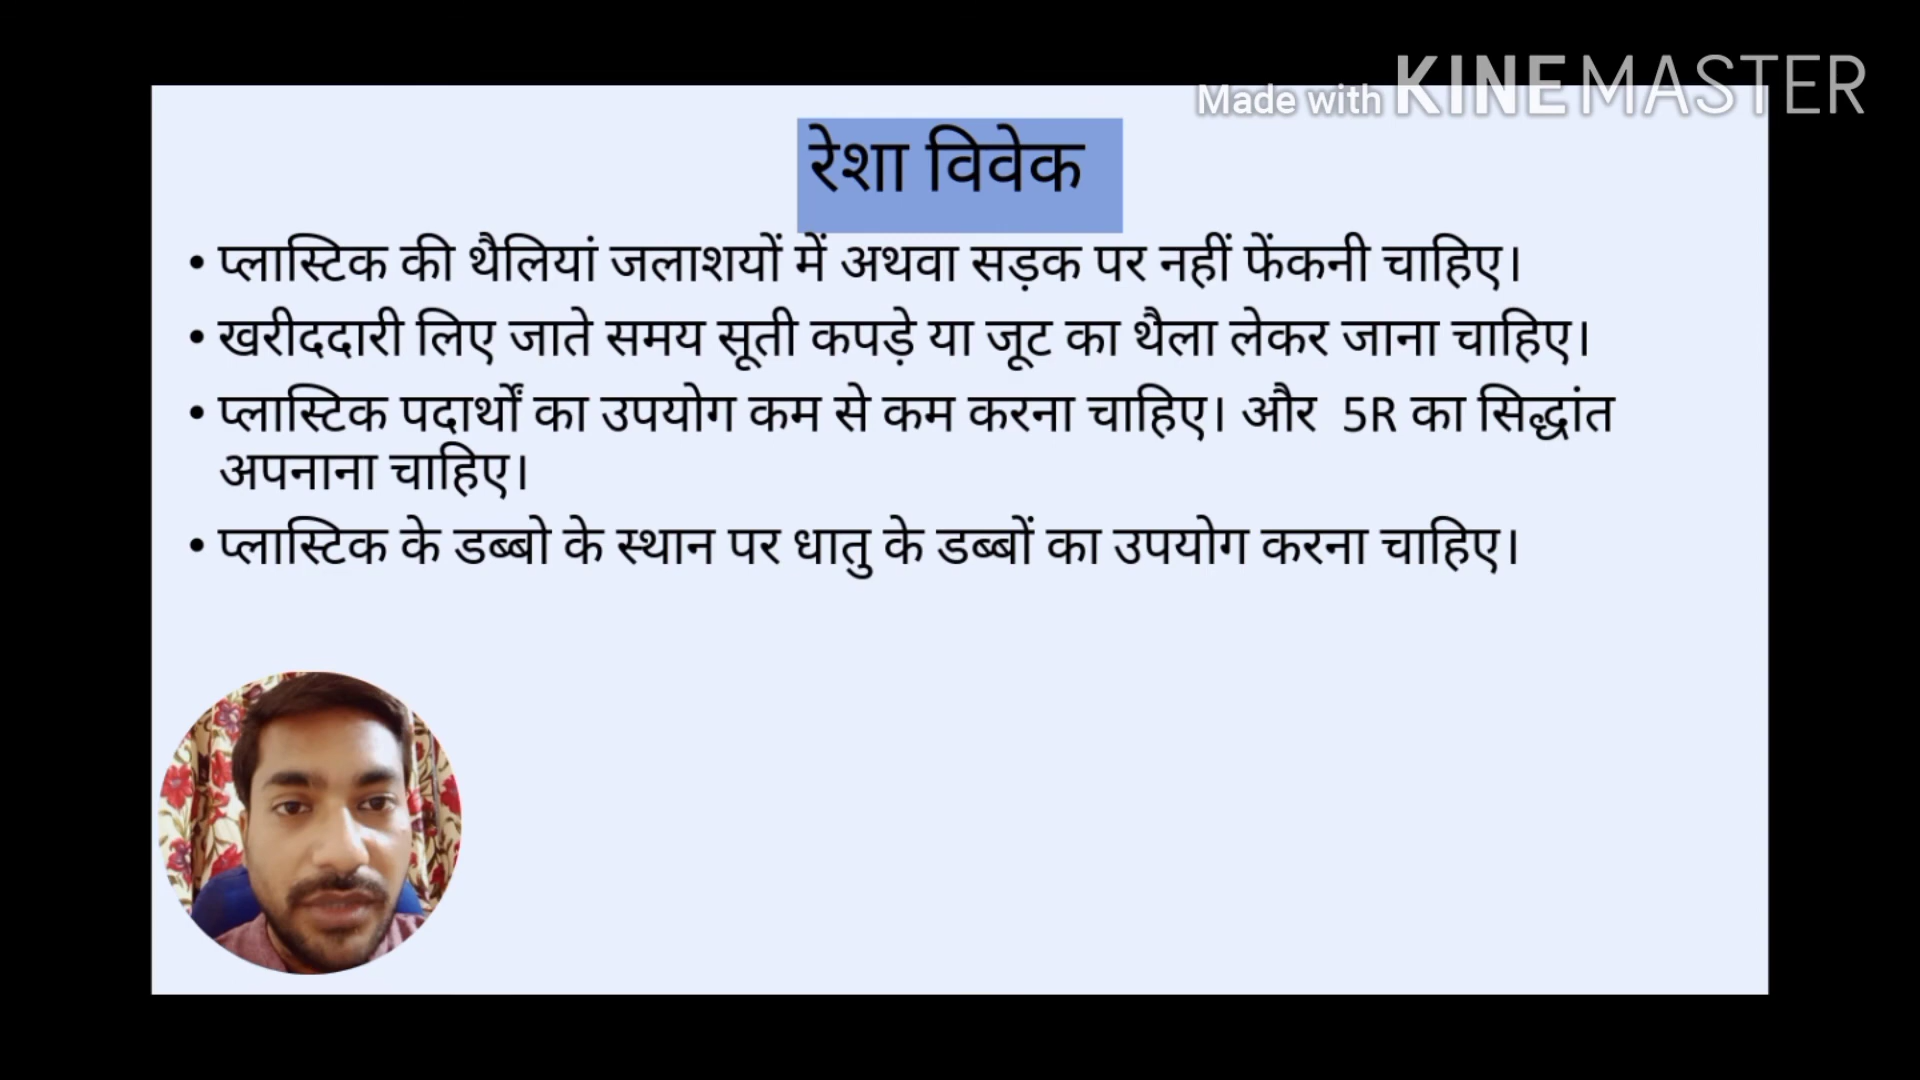 Made with KINEMASTER
रेशा विवेक
• प्लास्टिक की थैलियां जलाशयों में अथवा सड़क पर नहीं फेंकनी चाहिए।
• खरीददारी लिए जाते समय सूती कपड़े या जूट का थैला लेकर जाना चाहिए।
• प्लास्टिक पदार्थों का उपयोग कम से कम करना चाहिए। और 5R का सिद्धांत
अपनाना चाहिए।
• प्लास्टिक के डब्बो के स्थान पर धातु के डब्बों का उपयोग करना चाहिए।